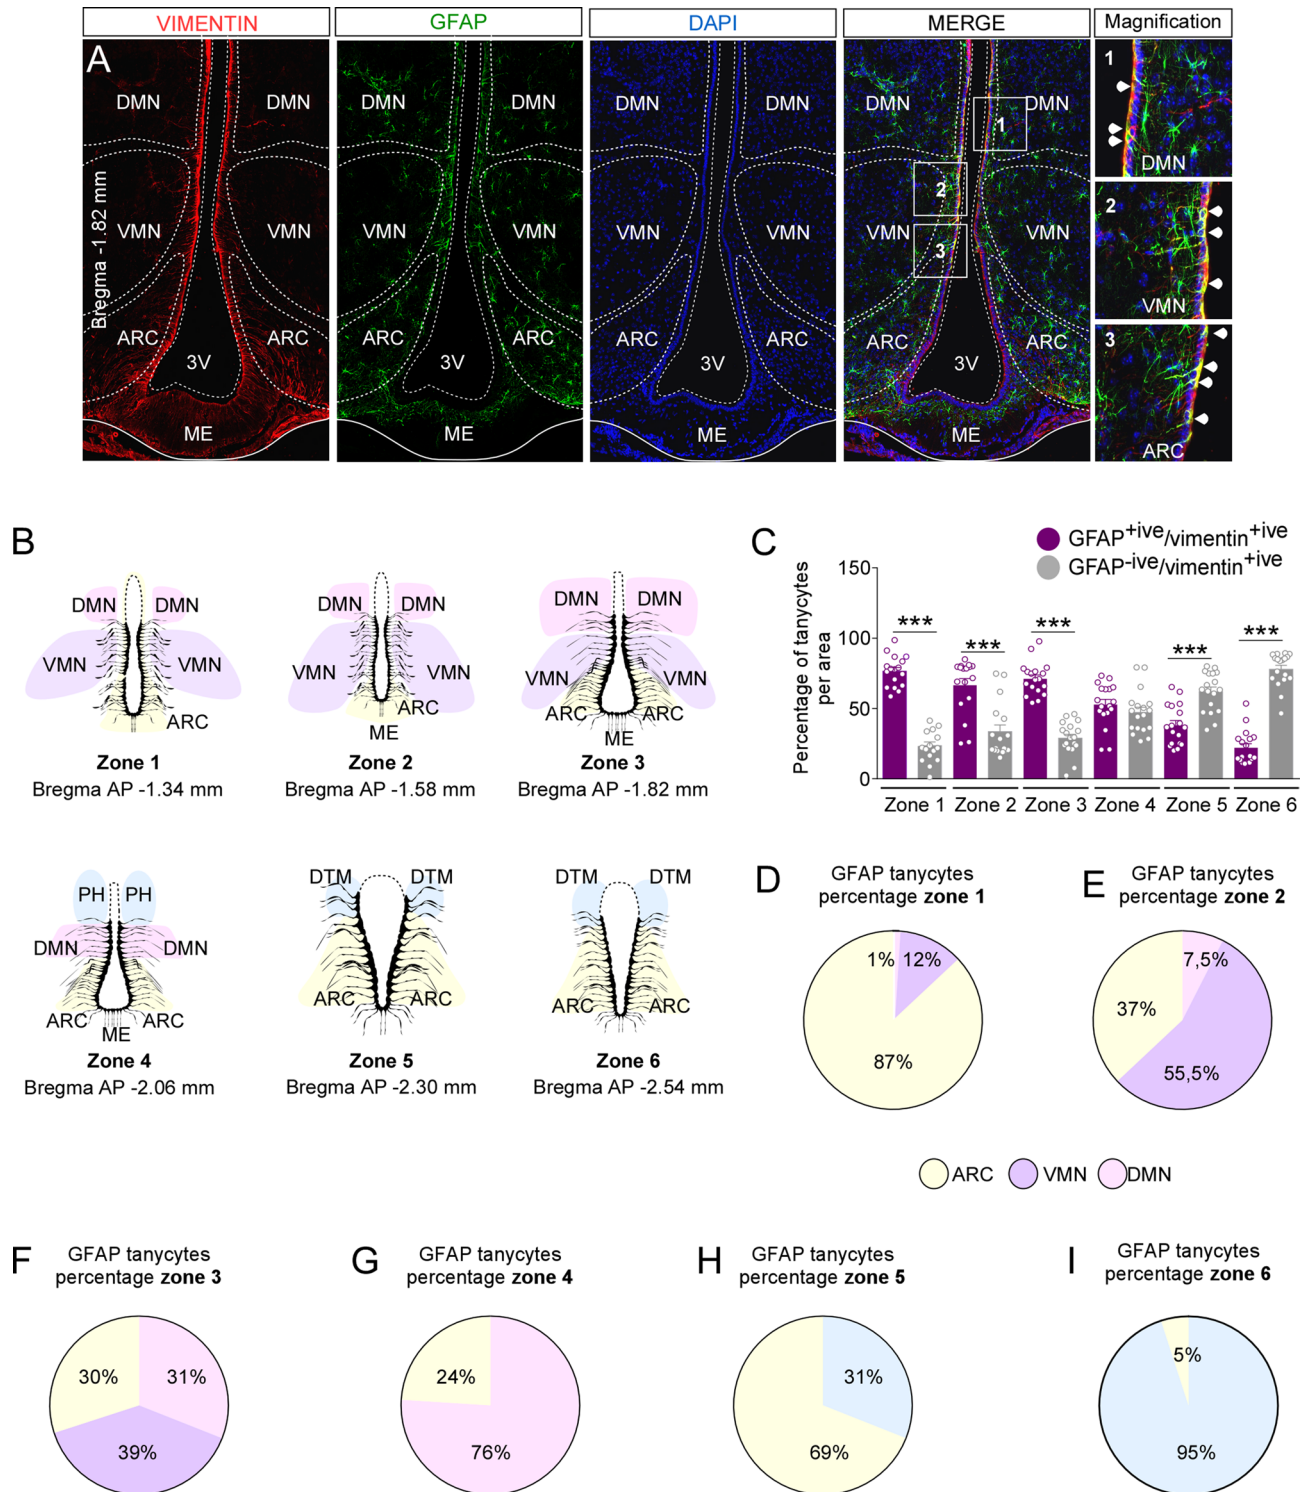 VIMENTIN
GFAP
DAPI
MERGE
Magnification
A
Bregma -1.82 mm
DMN
DMN
VMN
VMN
ARC
ARC
3V
ME
DMN
DMN
VMN
VMN
ARC
ARC
3V
ME
DMN
DMN
VMN
VMN
ARC
ARC
3V
ME
DMN
DMN
1
2
VMN
VMN
3
ARC
ARC
3V
ME
1
DMN
2
VMN
3
ARC
B
DMN
DMN
VMN
VMN
ARC
Zone 1
Bregma AP -1.34 mm
DMN
DMN
VMN
VMN
ARC
ME
Zone 2
Bregma AP -1.58 mm
DMN
DMN
VMN
VMN
ARC
ARC
ME
Zone 3
Bregma AP -1.82 mm
PH
PH
DMN
DMN
ARC
ARC
ME
Zone 4
Bregma AP -2.06 mm
DTM
DTM
ARC
ARC
Zone 5
Bregma AP -2.30 mm
DTM
DTM
ARC
ARC
Zone 6
Bregma AP -2.54 mm
C
GFAP+ive/vimentin+ive
GFAP-ive/vimentin+ive
Percentage of tanycytes
per area
150
100
50
0
***
***
***
***
***
Zone 1
Zone 2
Zone 3
Zone 4
Zone 5
Zone 6
D
GFAP tanycytes
percentage zone 1
1%
12%
87%
E
GFAP tanycytes
percentage zone 2
7,5%
37%
55,5%
ARC
VMN
DMN
F
GFAP tanycytes
percentage zone 3
30%
31%
39%
G
GFAP tanycytes
percentage zone 4
24%
76%
H
GFAP tanycytes
percentage zone 5
31%
69%
I
GFAP tanycytes
percentage zone 6
5%
95%